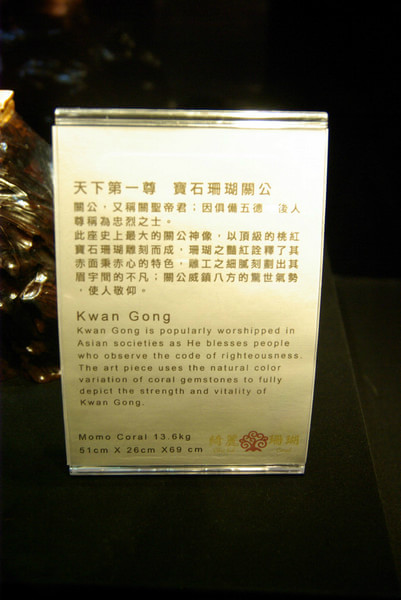 天下第一尊 寶石珊瑚關公
關公，又稱關聖帝君；因俱備五德 後人
尊稱為忠烈之士。
此座史上最大的關公神像，以頂級的桃紅
寶石珊瑚雕刻而成，珊瑚之豔紅詮釋了其
赤面秉赤心的特色，雕工之細膩刻劃出其
眉宇間的不凡；關公威鎮八方的驚世氣勢
，使人敬仰。
Kwan Gong
Kwan Gong is popularly worshipped in
Asian societies as He blesses people
who observe the code of righteousness.
The art piece uses the natural color
variation of coral gemstones to fully
depict the strength and vitality of
Kwan Gong.
Momo Coral 13.6kg
51cm X 26cm X69 cm
綺麗珊瑚